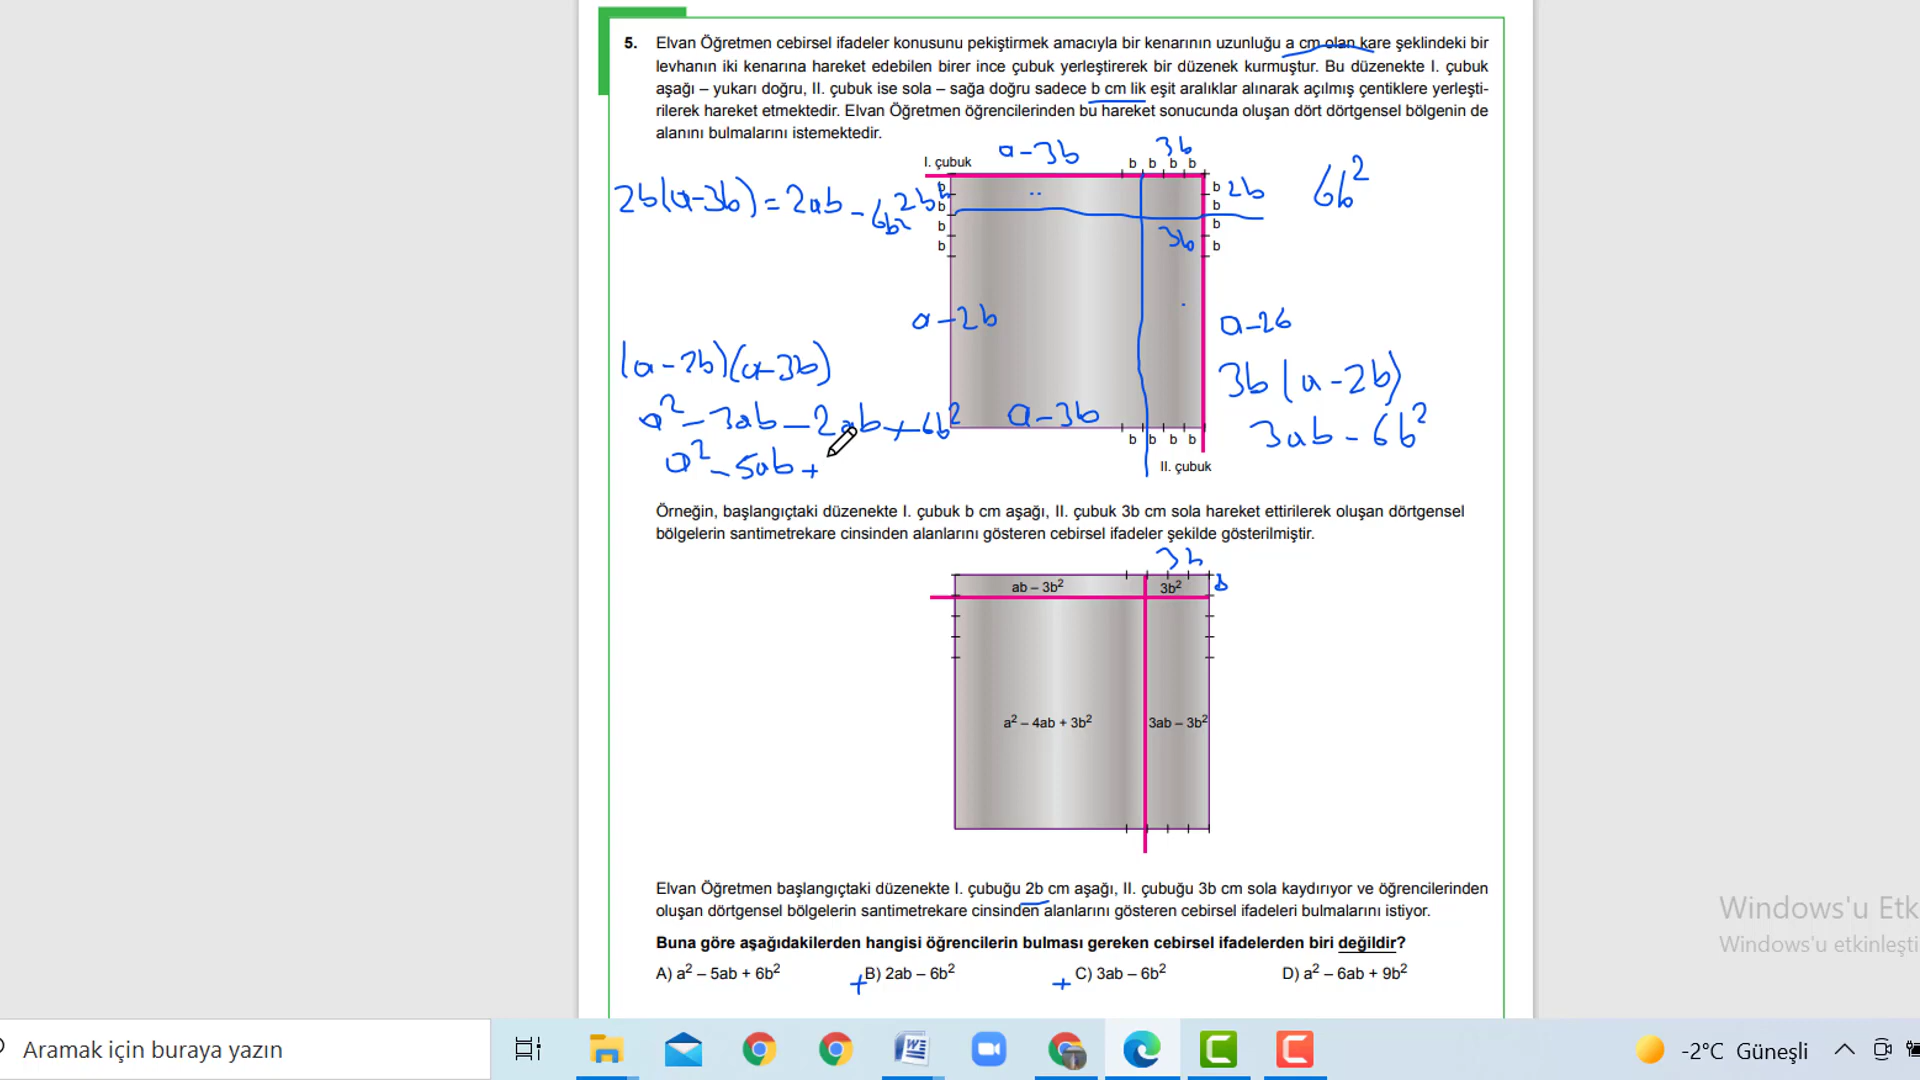 5. Elvan Öğretmen cebirsel ifadeler konusunu pekiştirmek amacıyla bir kenarının uzunluğu a cm olan kare şeklindeki bir
levhanın iki kenarına hareket edebilen birer ince çubuk yerleştirerek bir düzenek kurmuştur. Bu düzenekte I. çubuk
aşağı – yukarı doğru, II. çubuk ise sola – sağa doğru sadece b cm lik eşit aralıklar alınarak açılmış çentiklere yerleşti-
rilerek hareket etmektedir. Elvan Öğretmen öğrencilerinden bu hareket sonucunda oluşan dört dörtgensel bölgenin de
alanını bulmalarını istemektedir.
a-3b 3b
I. çubuk b b b b
2b(a-3b) = 2ab - 6b² 2b b b 2b 6b²
b b
b 3b b
b b
a-2b a-2b
(a-2b)(a-3b) 3b(a-2b)
a² - 3ab - 2ab + 6b² a-3b 3ab - 6b²
b b b b
a² - 5ab +
II. çubuk
Örneğin, başlangıçtaki düzenekte I. çubuk b cm aşağı, II. çubuk 3b cm sola hareket ettirilerek oluşan dörtgensel
bölgelerin santimetrekare cinsinden alanlarını gösteren cebirsel ifadeler şekilde gösterilmiştir.
3b
ab – 3b² 3b² b
a² – 4ab + 3b² 3ab – 3b²
Elvan Öğretmen başlangıçtaki düzenekte I. çubuğu 2b cm aşağı, II. çubuğu 3b cm sola kaydırıyor ve öğrencilerinden
oluşan dörtgensel bölgelerin santimetrekare cinsinden alanlarını gösteren cebirsel ifadeleri bulmalarını istiyor.
Buna göre aşağıdakilerden hangisi öğrencilerin bulması gereken cebirsel ifadelerden biri değildir?
A) a² – 5ab + 6b² + B) 2ab – 6b² + C) 3ab – 6b² D) a² – 6ab + 9b²
Windows'u Etk
Windows'u etkinleşti
Aramak için buraya yazın -2°C Güneşli